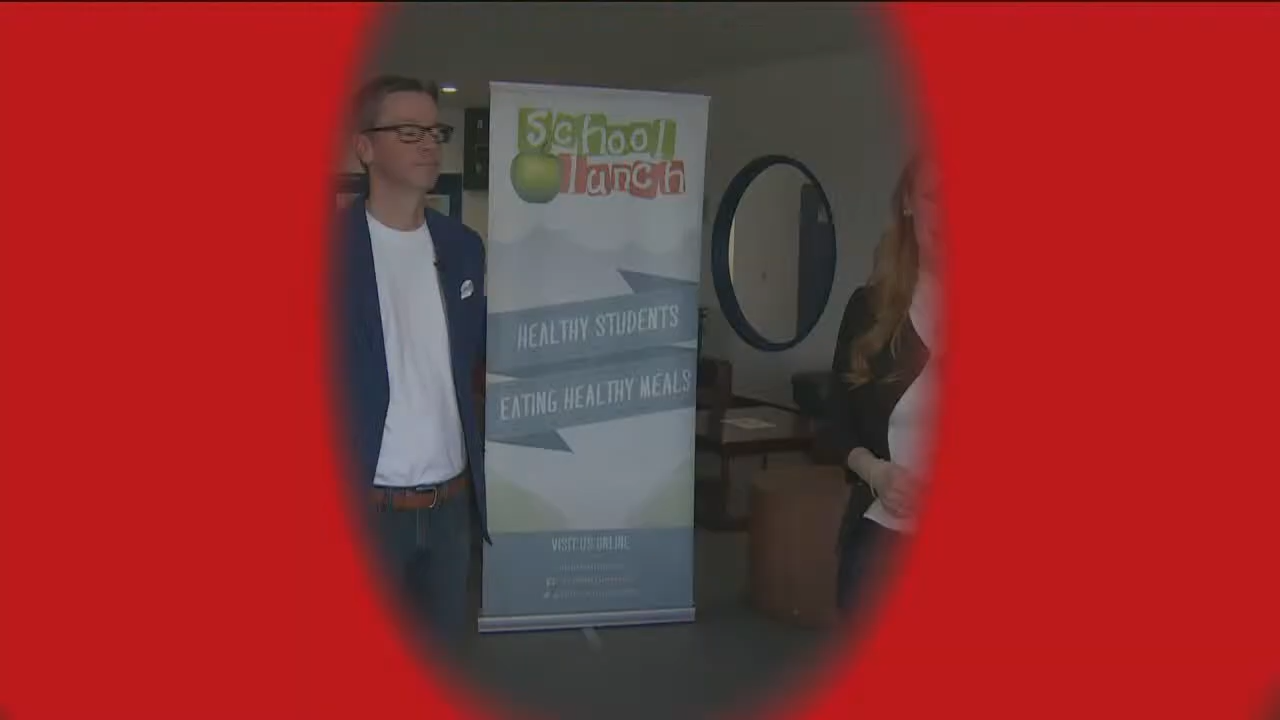 School
lunch
HEALTHY STUDENTS
EATING HEALTHY MEALS
VISIT US ONLINE